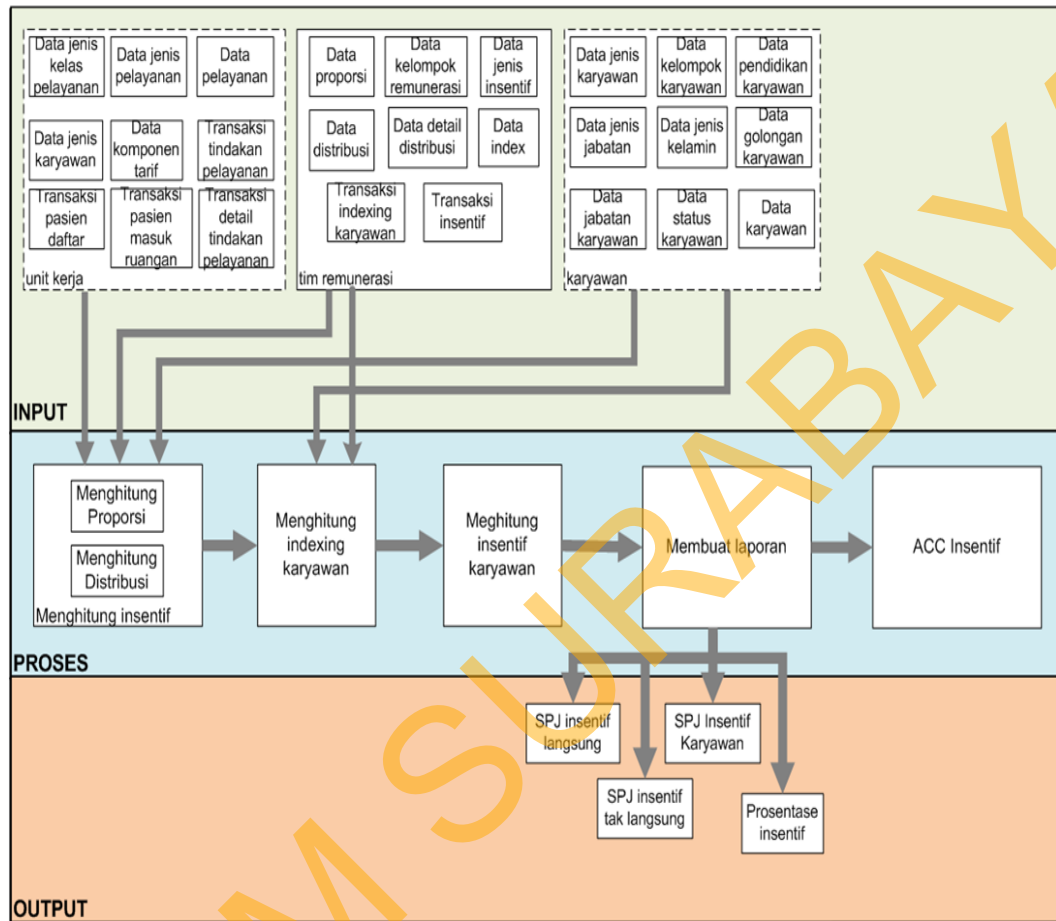 Data jenis
kelas
pelayanan
Data jenis
pelayanan
Data
pelayanan
Data jenis
karyawan
Data
komponen
tarif
Transaksi
tindakan
pelayanan
Transaksi
pasien
daftar
Transaksi
pasien
masuk
ruangan
Transaksi
detail
tindakan
pelayanan
unit kerja
Data
proporsi
Data
kelompok
remunerasi
Data
jenis
insentif
Data
distribusi
Data detail
distribusi
Data
index
Transaksi
indexing
karyawan
Transaksi
insentif
tim remunerasi
Data jenis
karyawan
Data
kelompok
karyawan
Data
pendidikan
karyawan
Data jenis
jabatan
Data jenis
kelamin
Data
golongan
karyawan
Data
jabatan
karyawan
Data
status
karyawan
Data
karyawan
karyawan
INPUT
Menghitung
Proporsi
Menghitung
Distribusi
Menghitung insentif
Menghitung
indexing
karyawan
Meghitung
insentif
karyawan
Membuat laporan
ACC Insentif
PROSES
SPJ insentif
langsung
SPJ Insentif
Karyawan
SPJ insentif
tak langsung
Prosentase
insentif
OUTPUT
M SURABAY